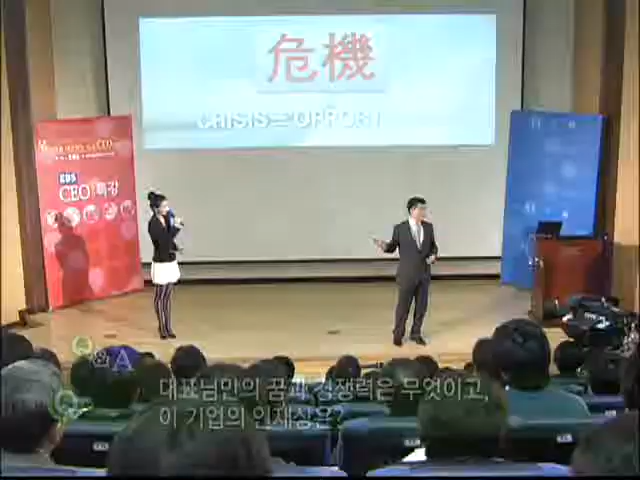 危機
CRISIS = OPPORT
EBS
CEO 특강
Q&A
대표님만의 꿈과 경쟁력은 무엇이고,
이 기업의 인재상은?